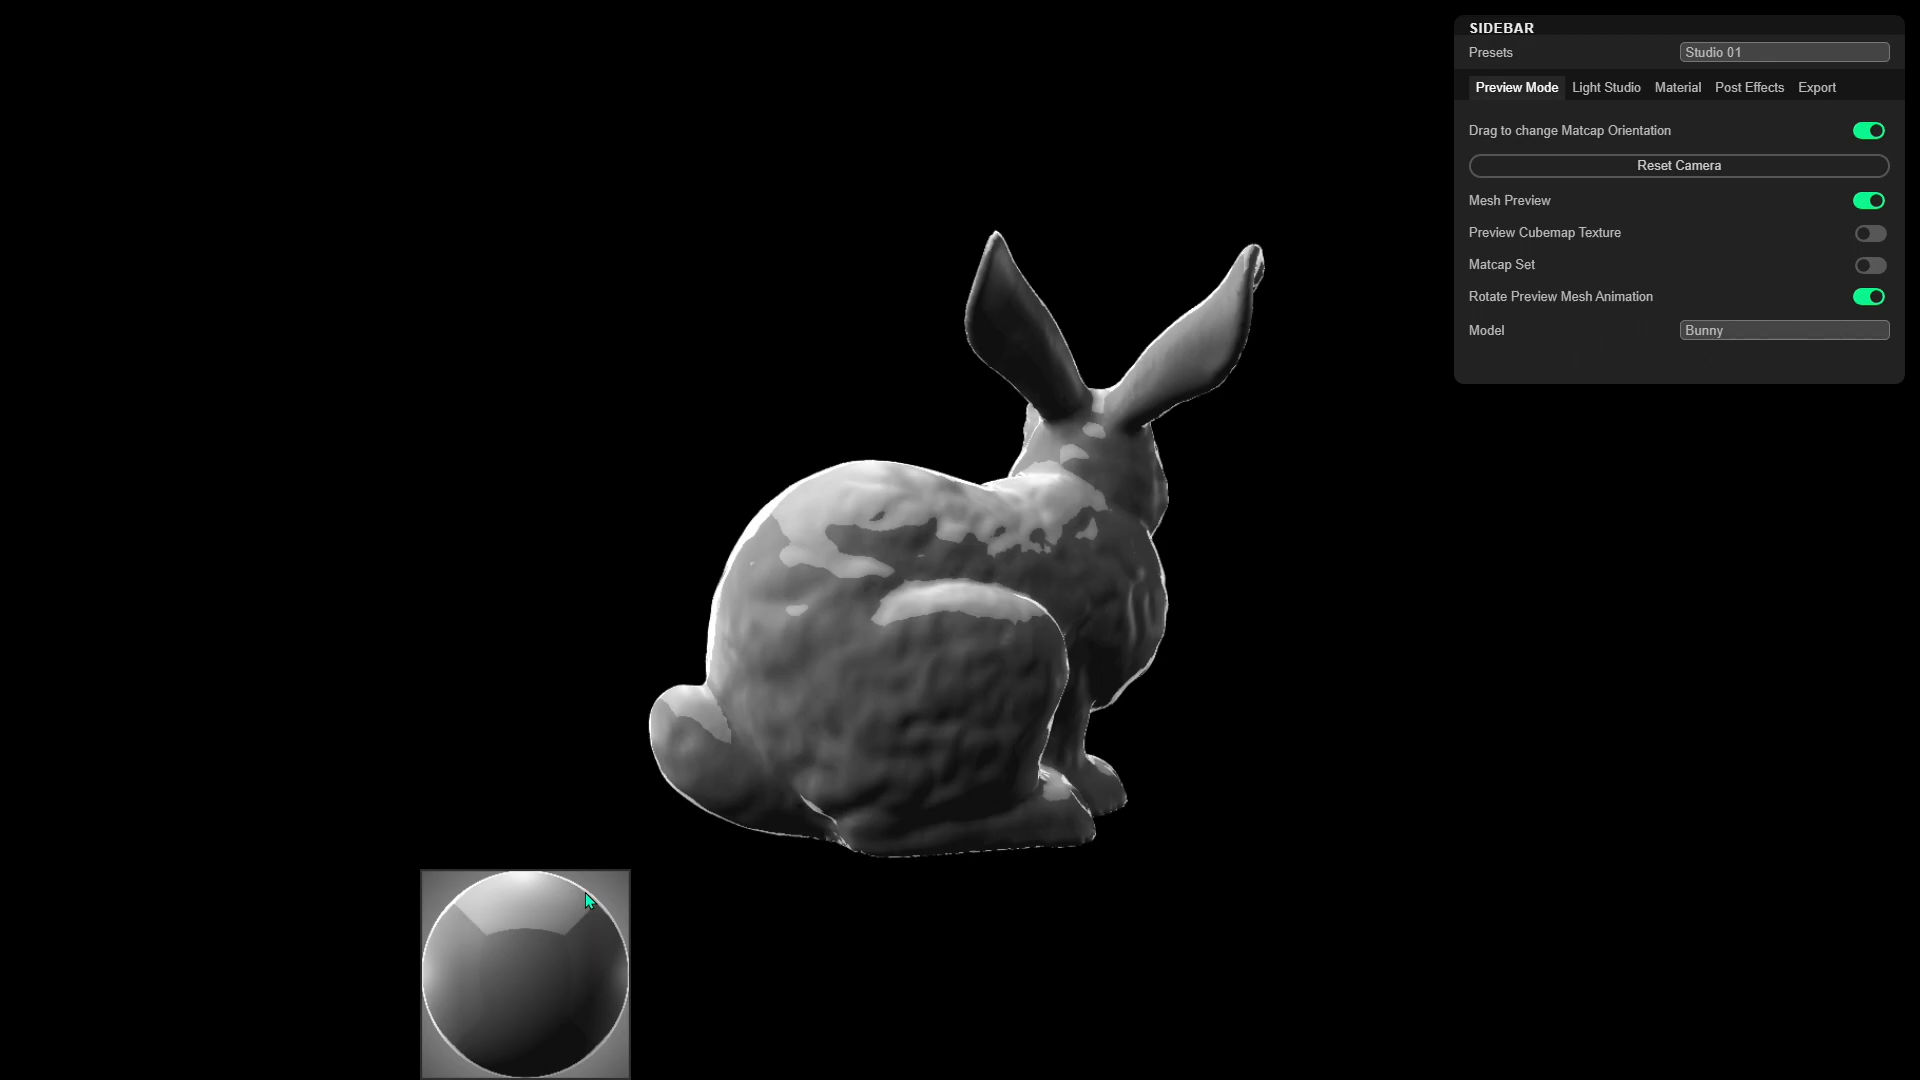 SIDEBAR
Presets Studio 01
Preview Mode Light Studio Material Post Effects Export
Drag to change Matcap Orientation
Reset Camera
Mesh Preview
Preview Cubemap Texture
Matcap Set
Rotate Preview Mesh Animation
Model Bunny